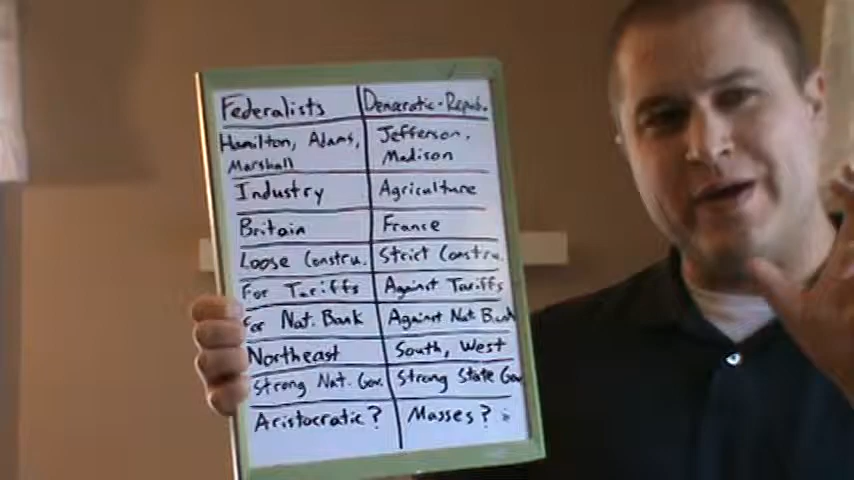 Federalists Democratic-Repub.
Hamilton, Adams, Jefferson,
Marshall Madison
Industry Agriculture
Britain France
Loose Constru. Strict Constru.
For Tariffs Against Tariffs
For Nat. Bank Against Nat Bank
Northeast South, West
Strong Nat. Gov. Strong State Gov
Aristocratic? Masses?